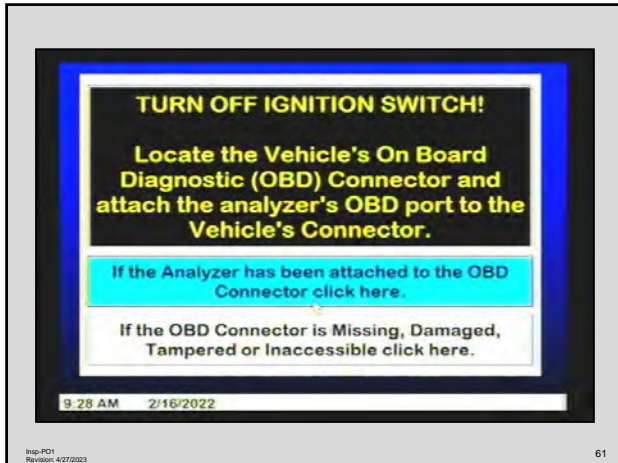 TURN OFF IGNITION SWITCH!
Locate the Vehicle's On Board
Diagnostic (OBD) Connector and
attach the analyzer's OBD port to the
Vehicle's Connector.
If the Analyzer has been attached to the OBD
Connector click here.
If the OBD Connector is Missing, Damaged,
Tampered or Inaccessible click here.
9:28 AM 2/16/2022
Insp-PO1
Revision: 4/27/2023
61